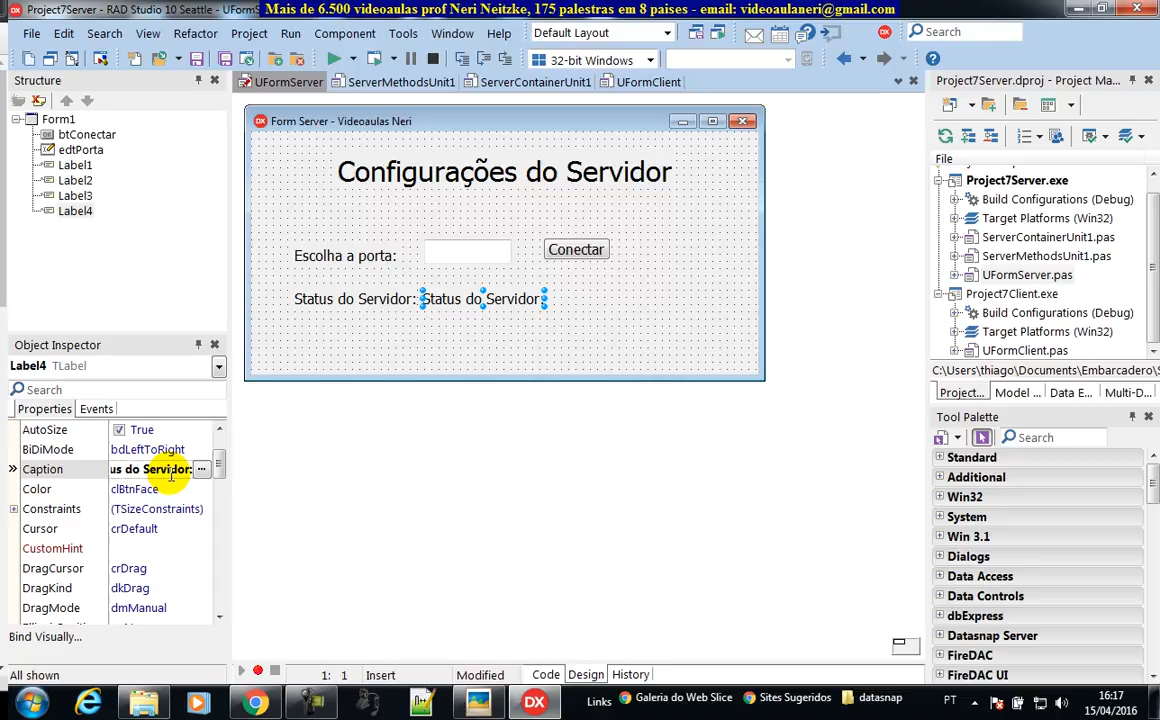 Project7Server - RAD Studio 10 Seattle - UForm
Mais de 6.500 videoaulas prof Neri Neitzke, 175 palestras em 8 paises - email: videoaulaneri@gmail.com
File Edit Search View Refactor Project Run Component Tools Window Help Default Layout Search
32-bit Windows
Structure
UFormServer ServerMethodsUnit1 ServerContainerUnit1 UFormClient
Project7Server.dproj - Project Ma...
Form1
btConectar
edtPorta
Label1
Label2
Label3
Label4
Form Server - Videoaulas Neri
Configurações do Servidor
Escolha a porta:
Conectar
Status do Servidor: Status do Servidor:
File
Project7Server.exe
Build Configurations (Debug)
Target Platforms (Win32)
ServerContainerUnit1.pas
ServerMethodsUnit1.pas
UFormServer.pas
Project7Client.exe
Build Configurations (Debug)
Target Platforms (Win32)
UFormClient.pas
C:\Users\thiago\Documents\Embarcadero\
Project... Model ... Data E... Multi-D...
Object Inspector
Label4 TLabel
Search
Properties Events
AutoSize True
BiDiMode bdLeftToRight
Caption us do Servidor: ...
Color clBtnFace
Constraints (TSizeConstraints)
Cursor crDefault
CustomHint
DragCursor crDrag
DragKind dkDrag
DragMode dmManual
Bind Visually...
All shown
Tool Palette
Search
Standard
Additional
Win32
System
Win 3.1
Dialogs
Data Access
Data Controls
dbExpress
Datasnap Server
FireDAC
FireDAC UI
1: 1 Insert Modified Code Design History
DX
Links Galeria do Web Slice Sites Sugeridos datasnap PT
16:17
15/04/2016